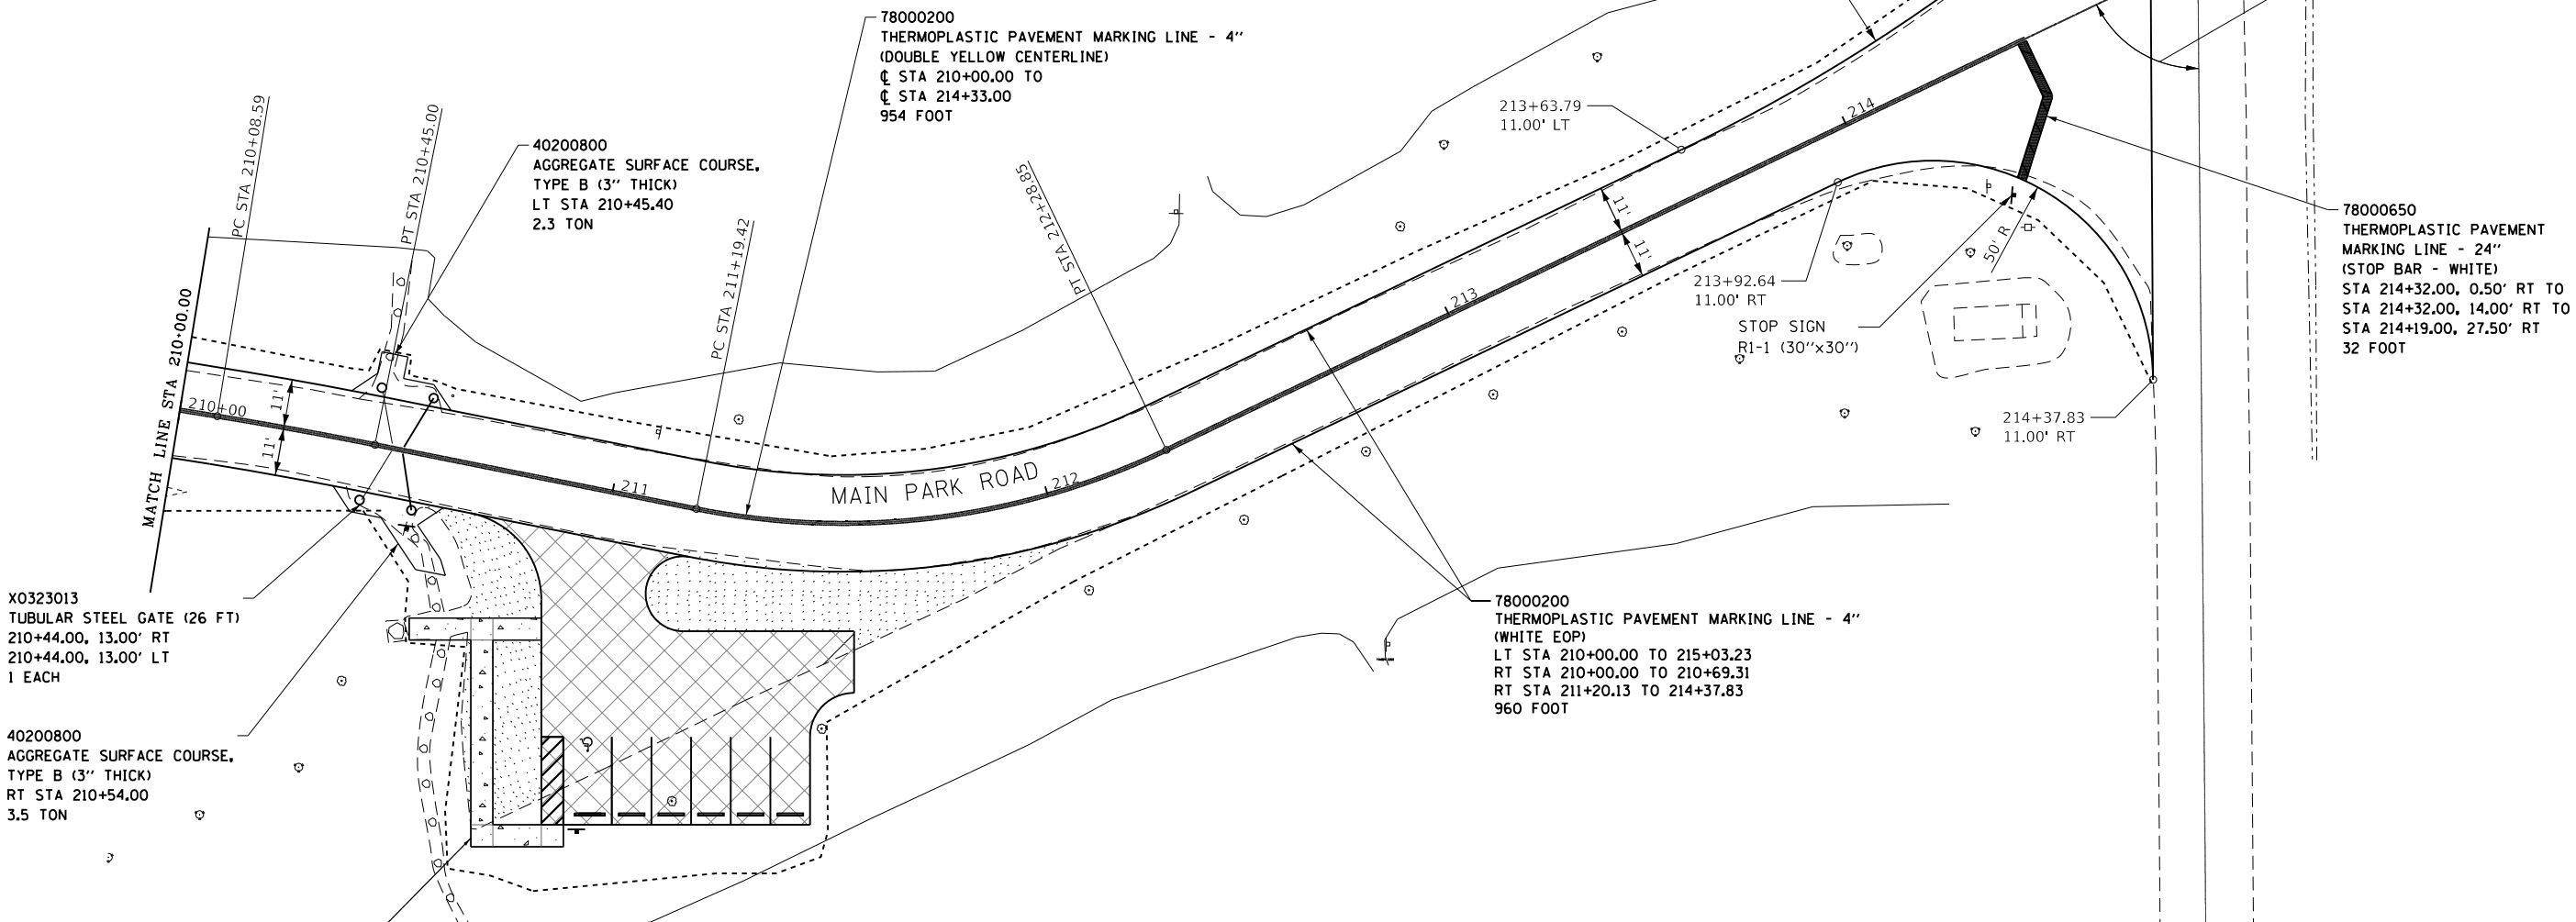 78000200
THERMOPLASTIC PAVEMENT MARKING LINE - 4''
(DOUBLE YELLOW CENTERLINE)
℄ STA 210+00.00 TO
℄ STA 214+33.00
954 FOOT
PC STA 210+08.59
PT STA 210+45.00
40200800
AGGREGATE SURFACE COURSE,
TYPE B (3'' THICK)
LT STA 210+45.40
2.3 TON
PC STA 211+19.42
PT STA 212+28.85
213+63.79
11.00' LT
214
78000650
THERMOPLASTIC PAVEMENT
MARKING LINE - 24''
(STOP BAR - WHITE)
STA 214+32.00, 0.50' RT TO
STA 214+32.00, 14.00' RT TO
STA 214+19.00, 27.50' RT
32 FOOT
11'
11'
50' R
213+92.64
11.00' RT
213
STOP SIGN
R1-1 (30''x30'')
214+37.83
11.00' RT
MATCH LINE STA 210+00.00
210+00
11'
11'
211
MAIN PARK ROAD
212
X0323013
TUBULAR STEEL GATE (26 FT)
210+44.00, 13.00' RT
210+44.00, 13.00' LT
1 EACH
78000200
THERMOPLASTIC PAVEMENT MARKING LINE - 4''
(WHITE EOP)
LT STA 210+00.00 TO 215+03.23
RT STA 210+00.00 TO 210+69.31
RT STA 211+20.13 TO 214+37.83
960 FOOT
40200800
AGGREGATE SURFACE COURSE,
TYPE B (3'' THICK)
RT STA 210+54.00
3.5 TON